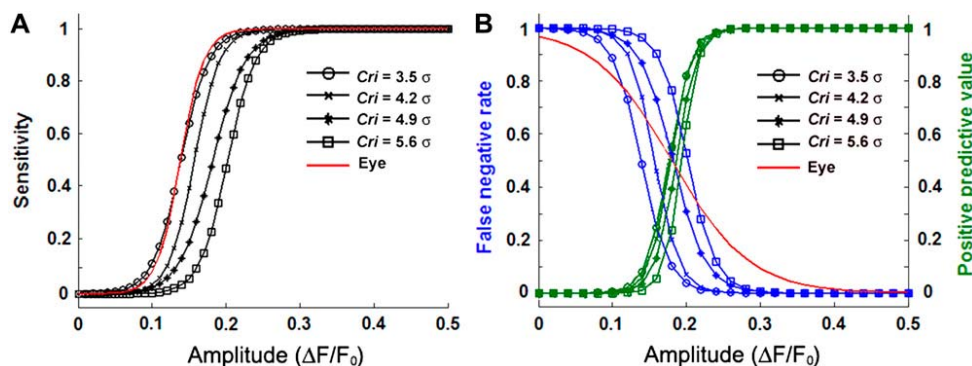 A
1
0.8
0.6
0.4
0.2
0
Sensitivity
0
0.1
0.2
0.3
0.4
0.5
Amplitude (ΔF/F₀)
Cri = 3.5 σ
Cri = 4.2 σ
Cri = 4.9 σ
Cri = 5.6 σ
Eye
B
1
0.8
0.6
0.4
0.2
0
False negative rate
0
0.1
0.2
0.3
0.4
0.5
Amplitude (ΔF/F₀)
Cri = 3.5 σ
Cri = 4.2 σ
Cri = 4.9 σ
Cri = 5.6 σ
Eye
1
0.8
0.6
0.4
0.2
0
Positive predictive value